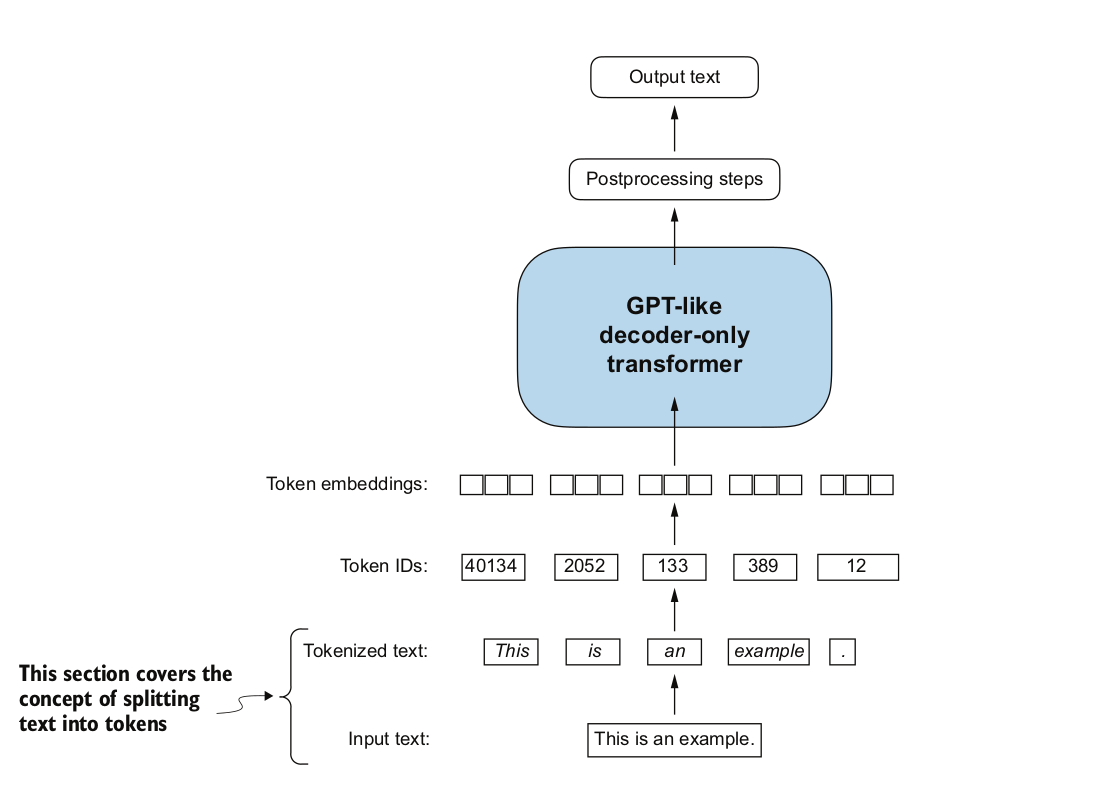 Output text
Postprocessing steps
GPT-like
decoder-only
transformer
Token embeddings:
Token IDs: 40134 2052 133 389 12
Tokenized text: This is an example .
This section covers the
concept of splitting
text into tokens
Input text: This is an example.